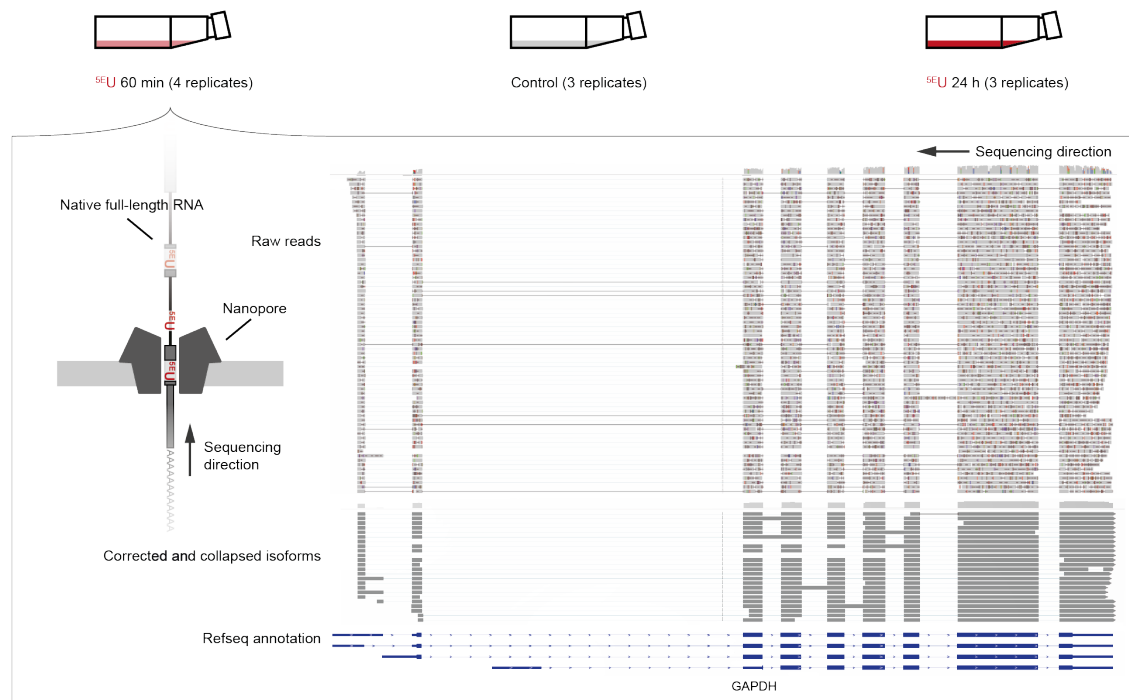 5EU 60 min (4 replicates)
Control (3 replicates)
5EU 24 h (3 replicates)
Sequencing direction
Native full-length RNA
Raw reads
5EU
Nanopore
5EU
5EU
Sequencing
direction
Corrected and collapsed isoforms
Refseq annotation
GAPDH